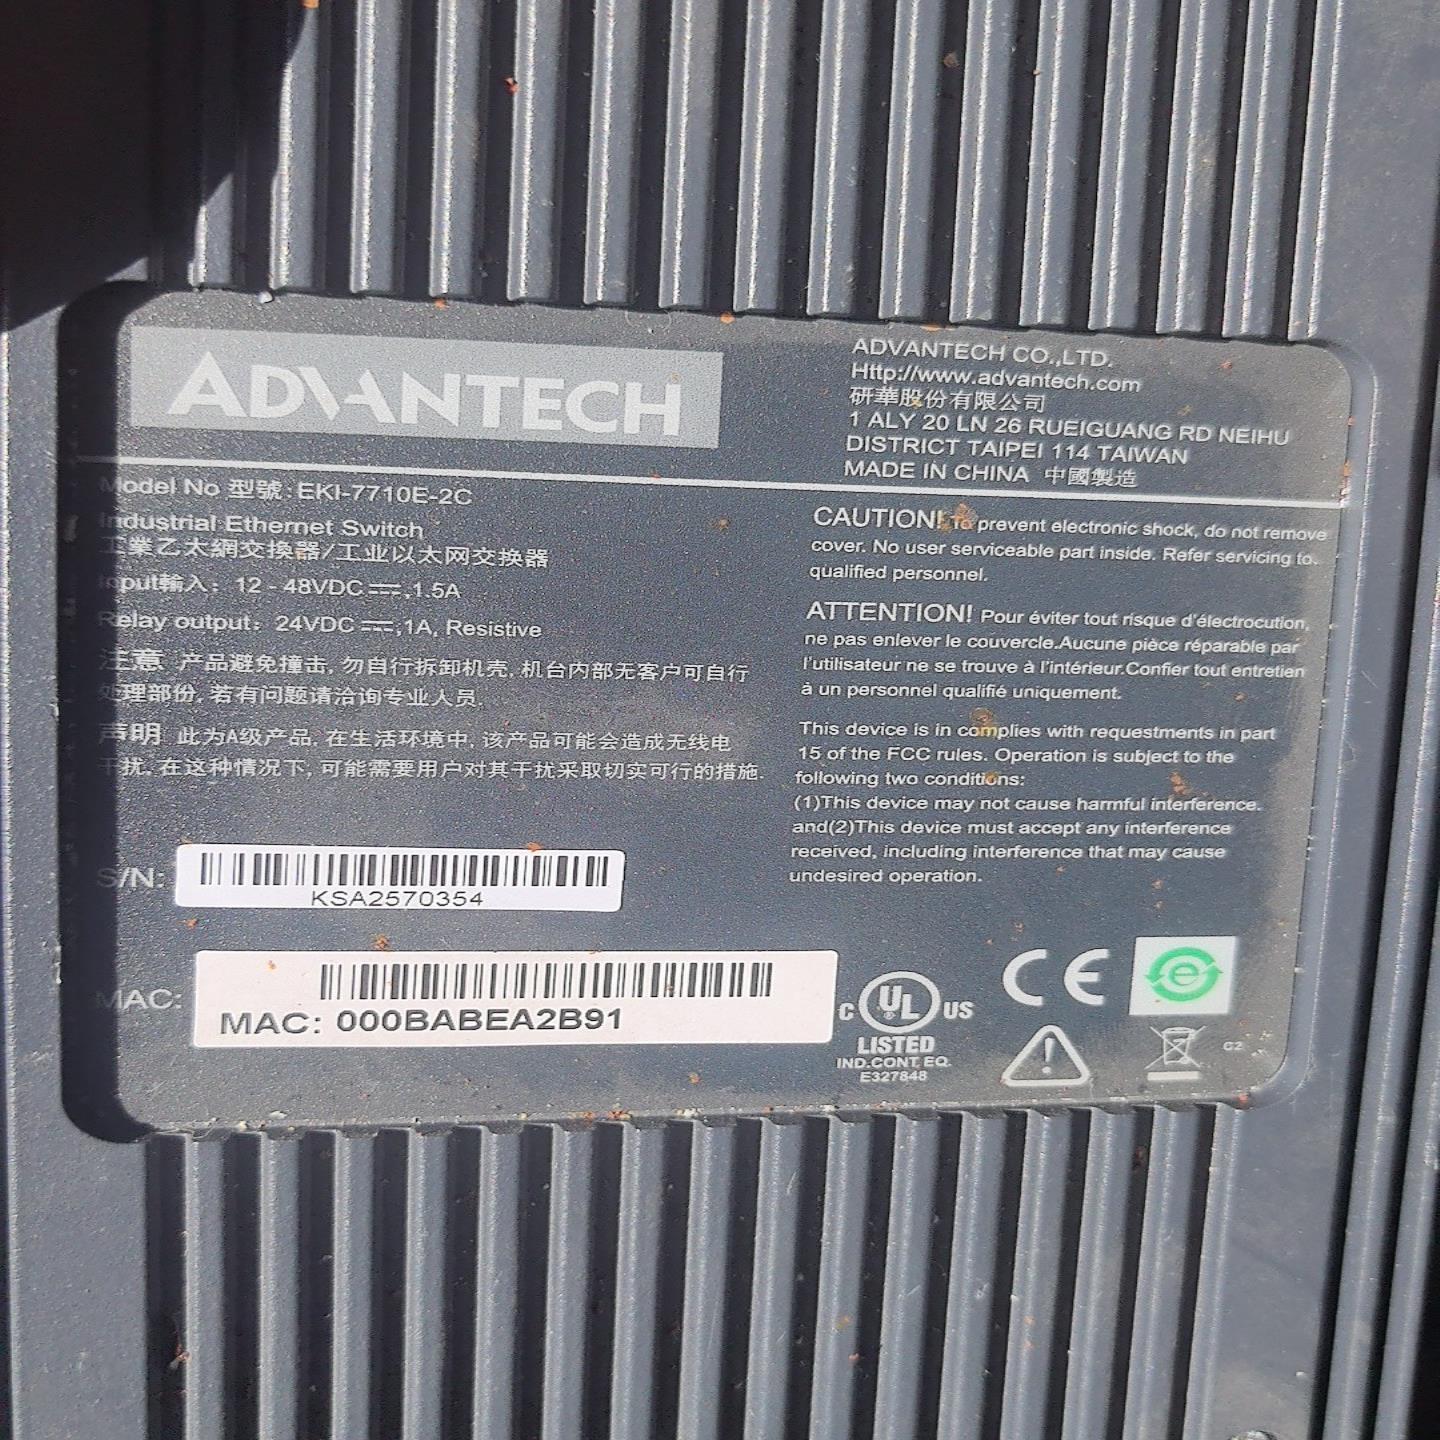 ADVANTECH
ADVANTECH CO.,LTD.
Http://www.advantech.com
研華股份有限公司
1 ALY 20 LN 26 RUEIGUANG RD NEIHU
DISTRICT TAIPEI 114 TAIWAN
MADE IN CHINA 中國製造
Model No 型號: EKI-7710E-2C
Industrial Ethernet Switch
工業乙太網交換器/工业以太网交换器
Input輸入: 12 - 48VDC ⎓,1.5A
Relay output: 24VDC ⎓,1A, Resistive
注意 产品避免撞击, 勿自行拆卸机壳, 机台内部无客户可自行
处理部份, 若有问题请洽询专业人员.
声明 此为A级产品, 在生活环境中, 该产品可能会造成无线电
干扰, 在这种情况下, 可能需要用户对其干扰采取切实可行的措施.
CAUTION! To prevent electronic shock, do not remove
cover. No user serviceable part inside. Refer servicing to.
qualified personnel.
ATTENTION! Pour éviter tout risque d'électrocution,
ne pas enlever le couvercle.Aucune pièce réparable par
l'utilisateur ne se trouve à l'intérieur.Confier tout entretien
à un personnel qualifié uniquement.
This device is in complies with requestments in part
15 of the FCC rules. Operation is subject to the
following two conditions:
(1)This device may not cause harmful interference.
and(2)This device must accept any interference
received, including interference that may cause
undesired operation.
S/N:
KSA2570354
MAC:
MAC: 000BABEA2B91
C UL US
LISTED
IND.CONT. EQ.
E327848
CE
e
G2